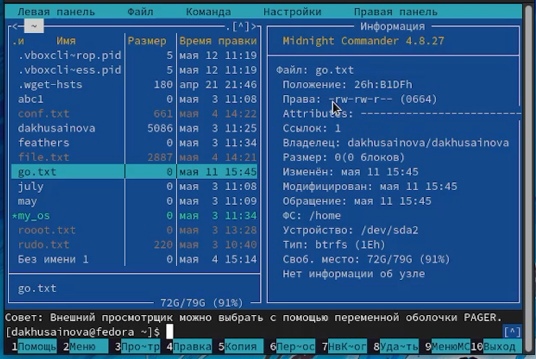 Левая панель Файл Команда Настройки Правая панель
<─ ~ .[^]> Информация
.и Имя Размер Время правки Midnight Commander 4.8.27
.vboxcli~rop.pid 5 мая 12 11:19
.vboxcli~ess.pid 5 мая 12 11:19 Файл: go.txt
.wget-hsts 180 апр 21 21:46 Положение: 26h:B1DFh
abc1 0 мая 3 11:08 Права: -rw-rw-r-- (0664)
conf.txt 661 мая 4 14:22 Attributes: --------------------
dakhusainova 5086 мая 3 11:25 Ссылок: 1
feathers 0 мая 3 11:34 Владелец: dakhusainova/dakhusainova
file.txt 2887 мая 4 14:21 Размер: 0(0 блоков)
go.txt 0 мая 11 15:45 Изменён: мая 11 15:45
july 0 мая 3 11:08 Модифицирован: мая 11 15:45
may 0 мая 3 11:09 Обращение: мая 11 15:45
*my_os 0 мая 3 11:34 ФС: /home
rooot.txt 0 мая 3 13:28 Устройство: /dev/sda2
rudo.txt 220 мая 3 10:40 Тип: btrfs (1Eh)
Без имени 1 0 мая 4 15:14 Своб. место: 72G/79G (91%)
Нет информации об узле
go.txt
72G/79G (91%)
Совет: Внешний просмотрщик можно выбрать с помощью переменной оболочки PAGER.
[dakhusainova@fedora ~]$ [^]
1Помощь 2Меню 3Про~тр 4Правка 5Копия 6Пер~ос 7НвК~ог 8Уда~ть 9МенюMC 10Выход